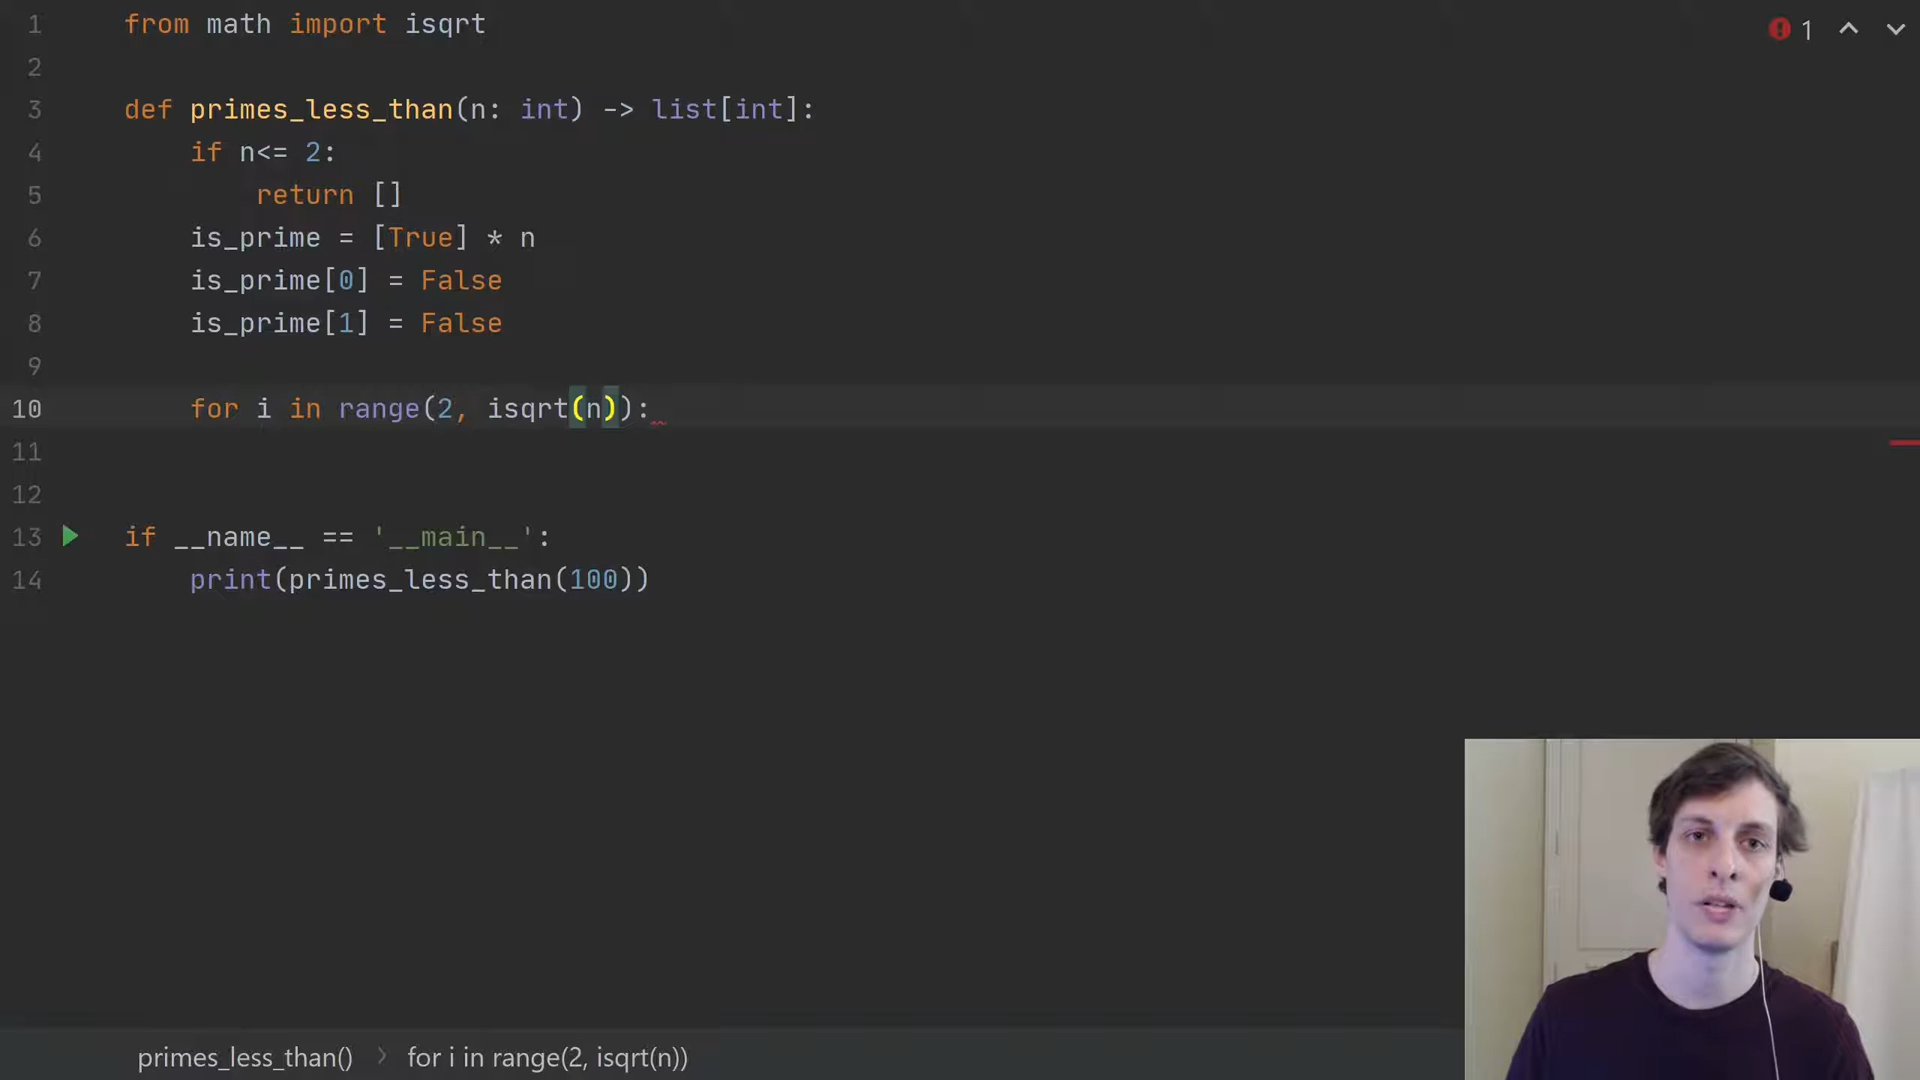 1 from math import isqrt
2
3 def primes_less_than(n: int) -> list[int]:
4 if n<= 2:
5 return []
6 is_prime = [True] * n
7 is_prime[0] = False
8 is_prime[1] = False
9
10 for i in range(2, isqrt(n)):
11
12
13 if __name__ == '__main__':
14 print(primes_less_than(100))
1
primes_less_than() > for i in range(2, isqrt(n))